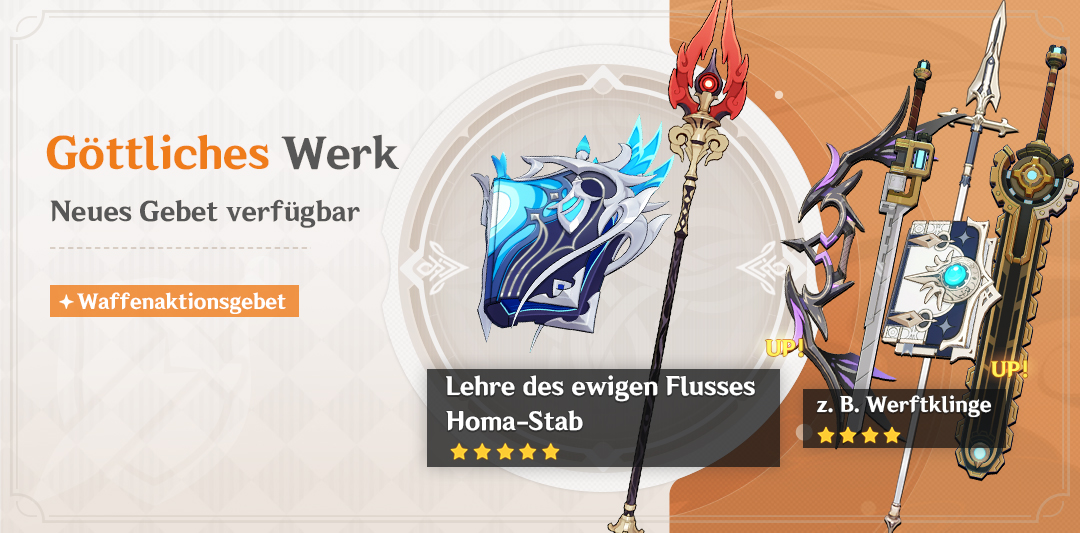 Göttliches Werk
Neues Gebet verfügbar
Waffenaktionsgebet
Lehre des ewigen Flusses
Homa-Stab
UP!
UP!
z. B. Werftklinge